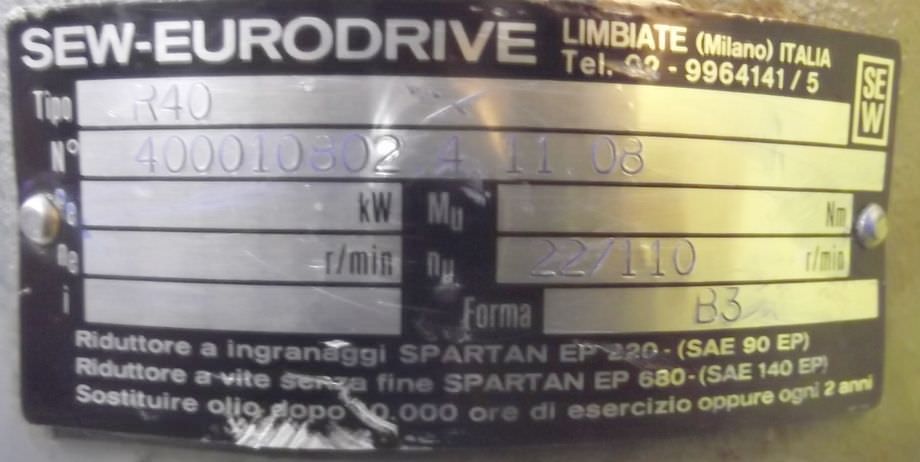 SEW-EURODRIVE
LIMBIATE (Milano) ITALIA
Tel. 02 - 9964141/5
SEW
Tipo R40
N° 400010802 4 11 08
kW Mu Nm
ne r/min nu 22/110 r/min
i Forma B3
Riduttore a ingranaggi SPARTAN EP 220 - (SAE 90 EP)
Riduttore a vite senza fine SPARTAN EP 680 - (SAE 140 EP)
Sostituire olio dopo 10.000 ore di esercizio oppure ogni 2 anni